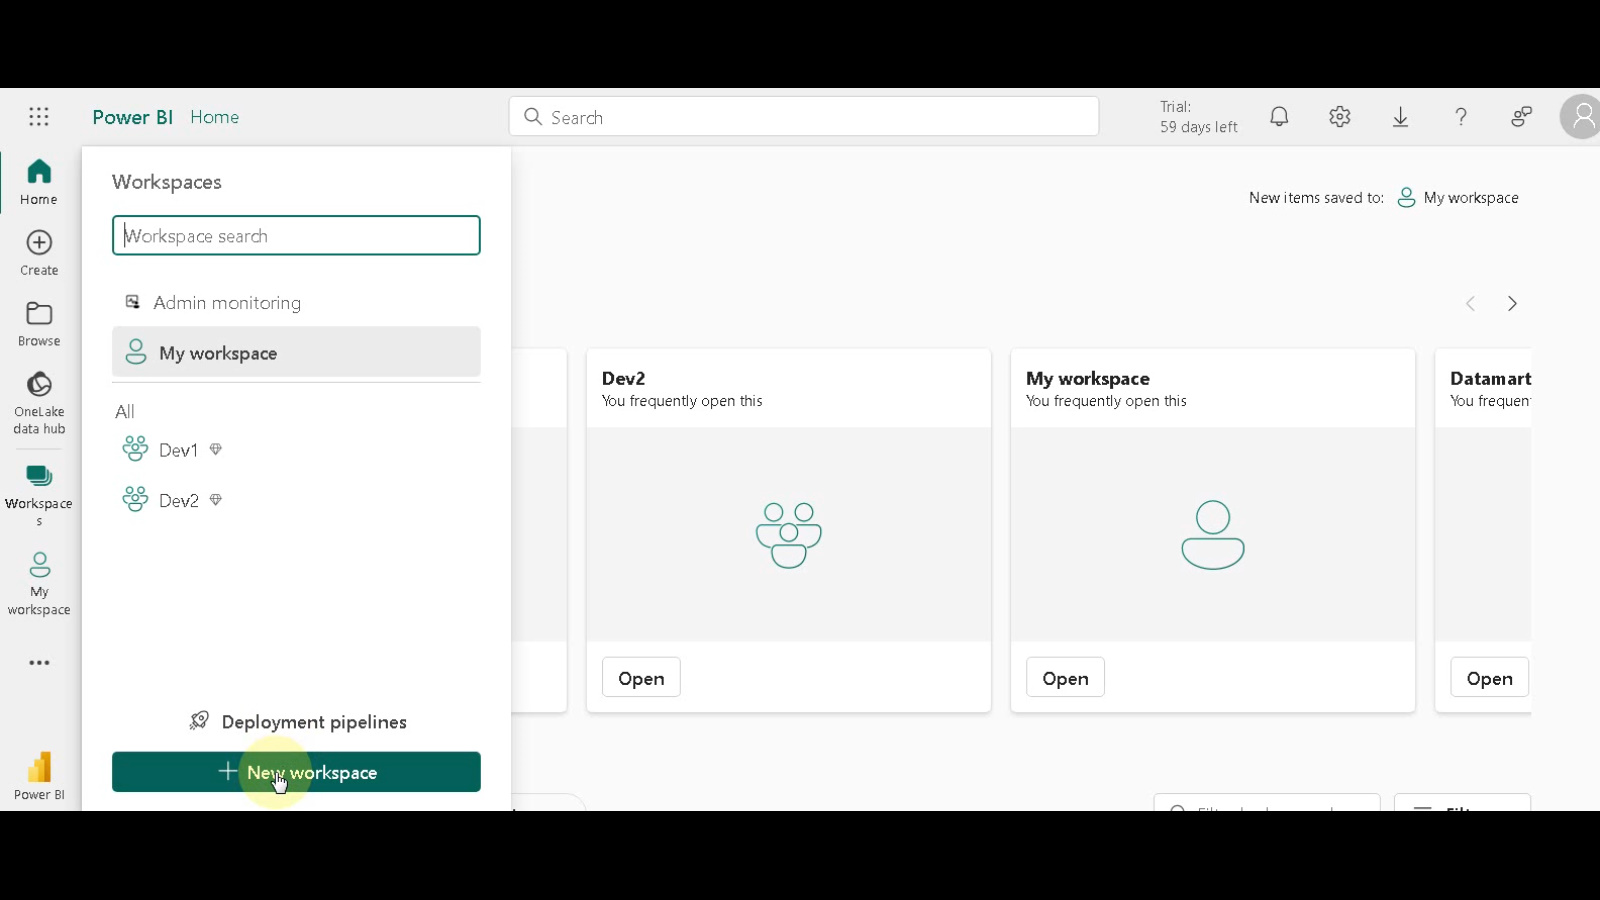 Power BI Home
Search
Trial:
59 days left
Home
Create
Browse
OneLake
data hub
Workspace
s
My
workspace
Power BI
Workspaces
Workspace search
Admin monitoring
My workspace
All
Dev1
Dev2
Deployment pipelines
New workspace
New items saved to: My workspace
Dev2
You frequently open this
Open
My workspace
You frequently open this
Open
Datamart
You frequen
Open